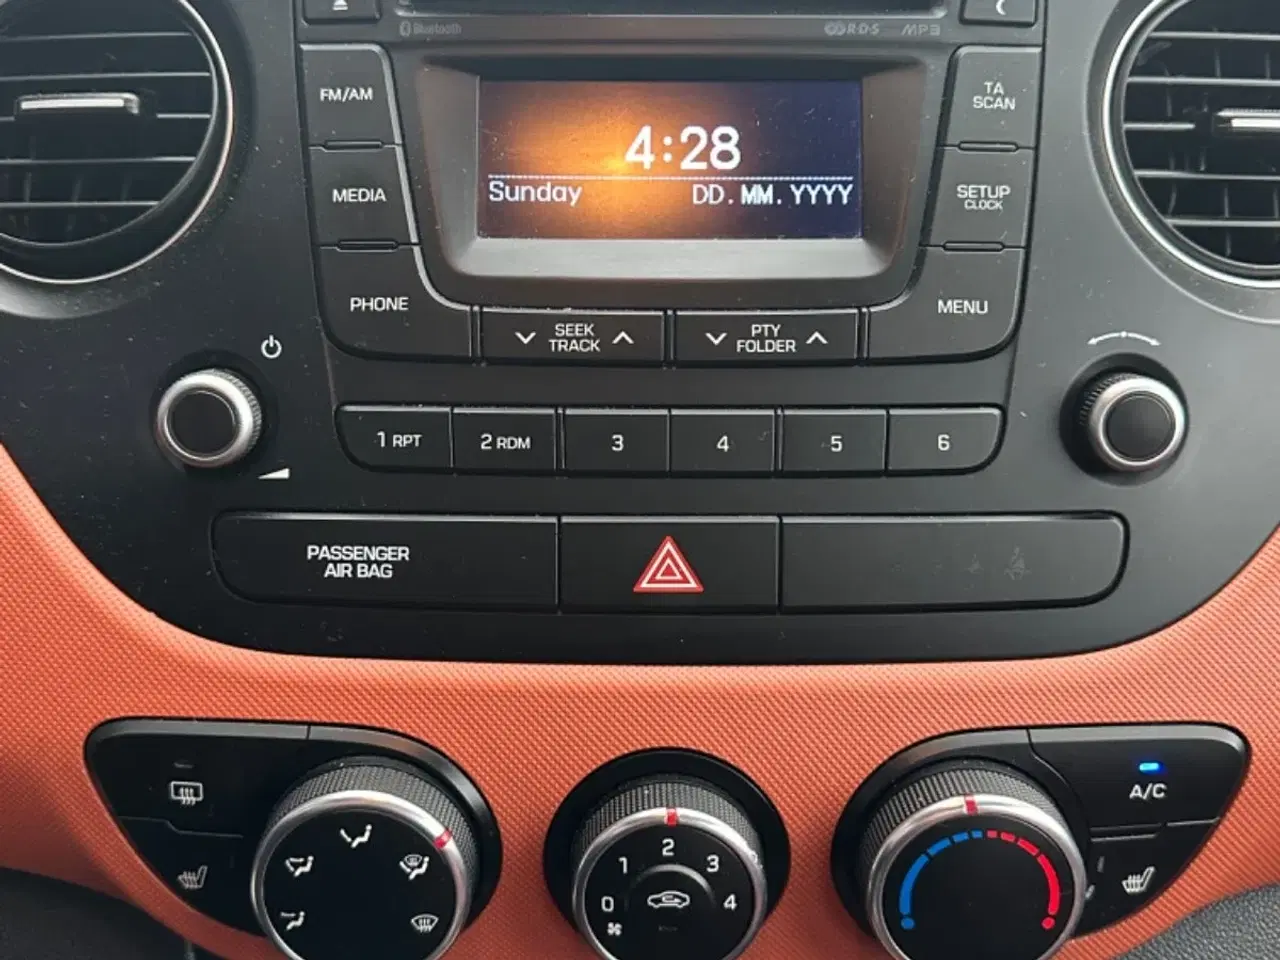 Bluetooth
R·D·S MP3
FM/AM
TA
SCAN
4:28
MEDIA
Sunday DD.MM.YYYY
SETUP
CLOCK
PHONE
SEEK
TRACK
PTY
FOLDER
MENU
1 RPT
2 RDM
3
4
5
6
PASSENGER
AIR BAG
A/C
0
1
2
3
4